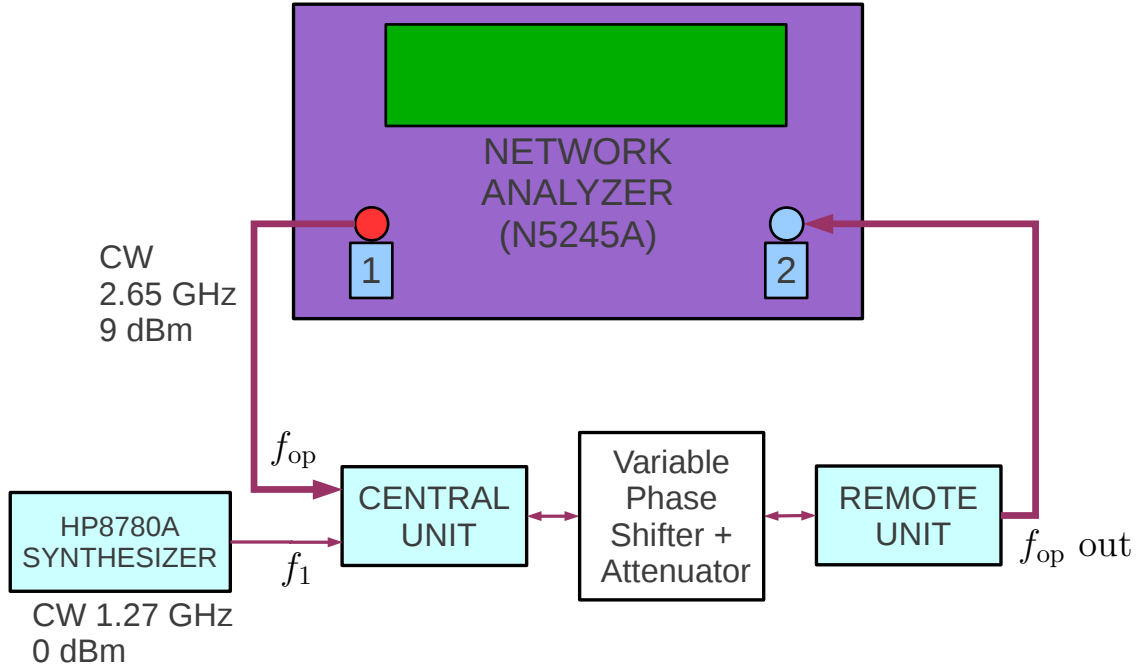 NETWORK
ANALYZER
(N5245A)
1
2
CW
2.65 GHz
9 dBm
f_op
CENTRAL
UNIT
Variable
Phase
Shifter +
Attenuator
REMOTE
UNIT
HP8780A
SYNTHESIZER
f_1
f_op out
CW 1.27 GHz
0 dBm